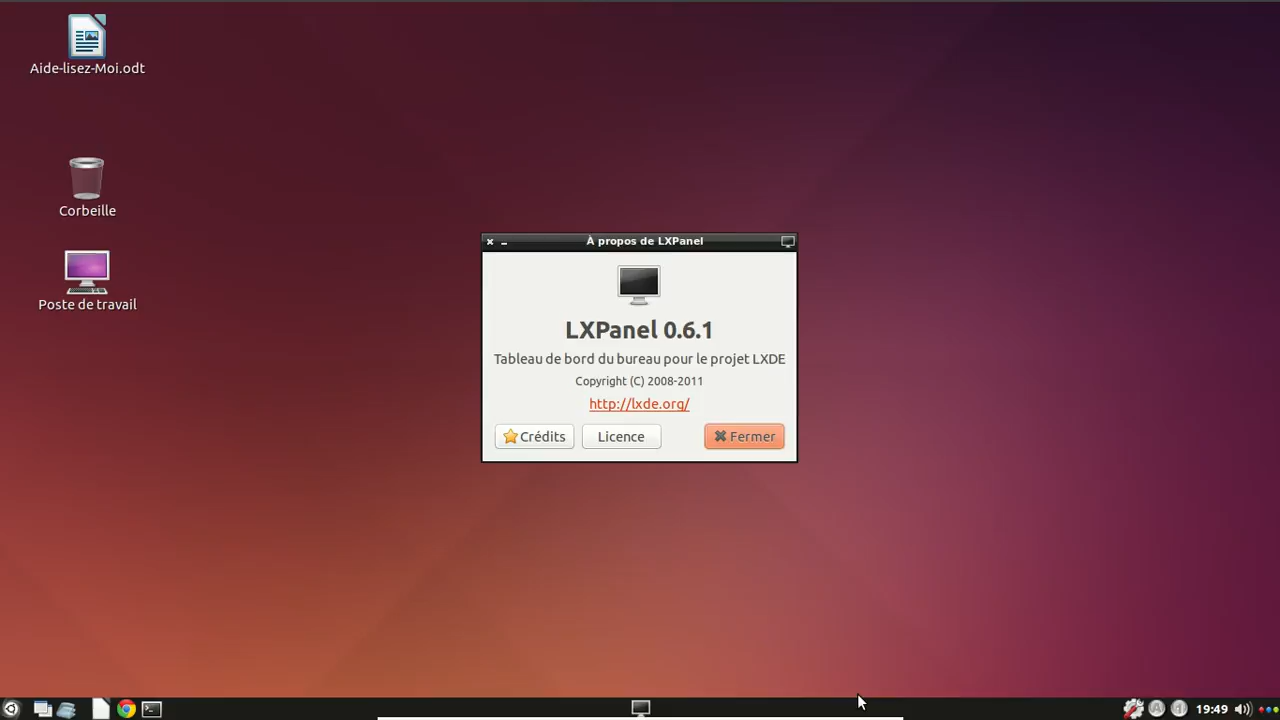 Aide-lisez-Moi.odt
Corbeille
Poste de travail
À propos de LXPanel
LXPanel 0.6.1
Tableau de bord du bureau pour le projet LXDE
Copyright (C) 2008-2011
http://lxde.org/
Crédits
Licence
Fermer
19:49